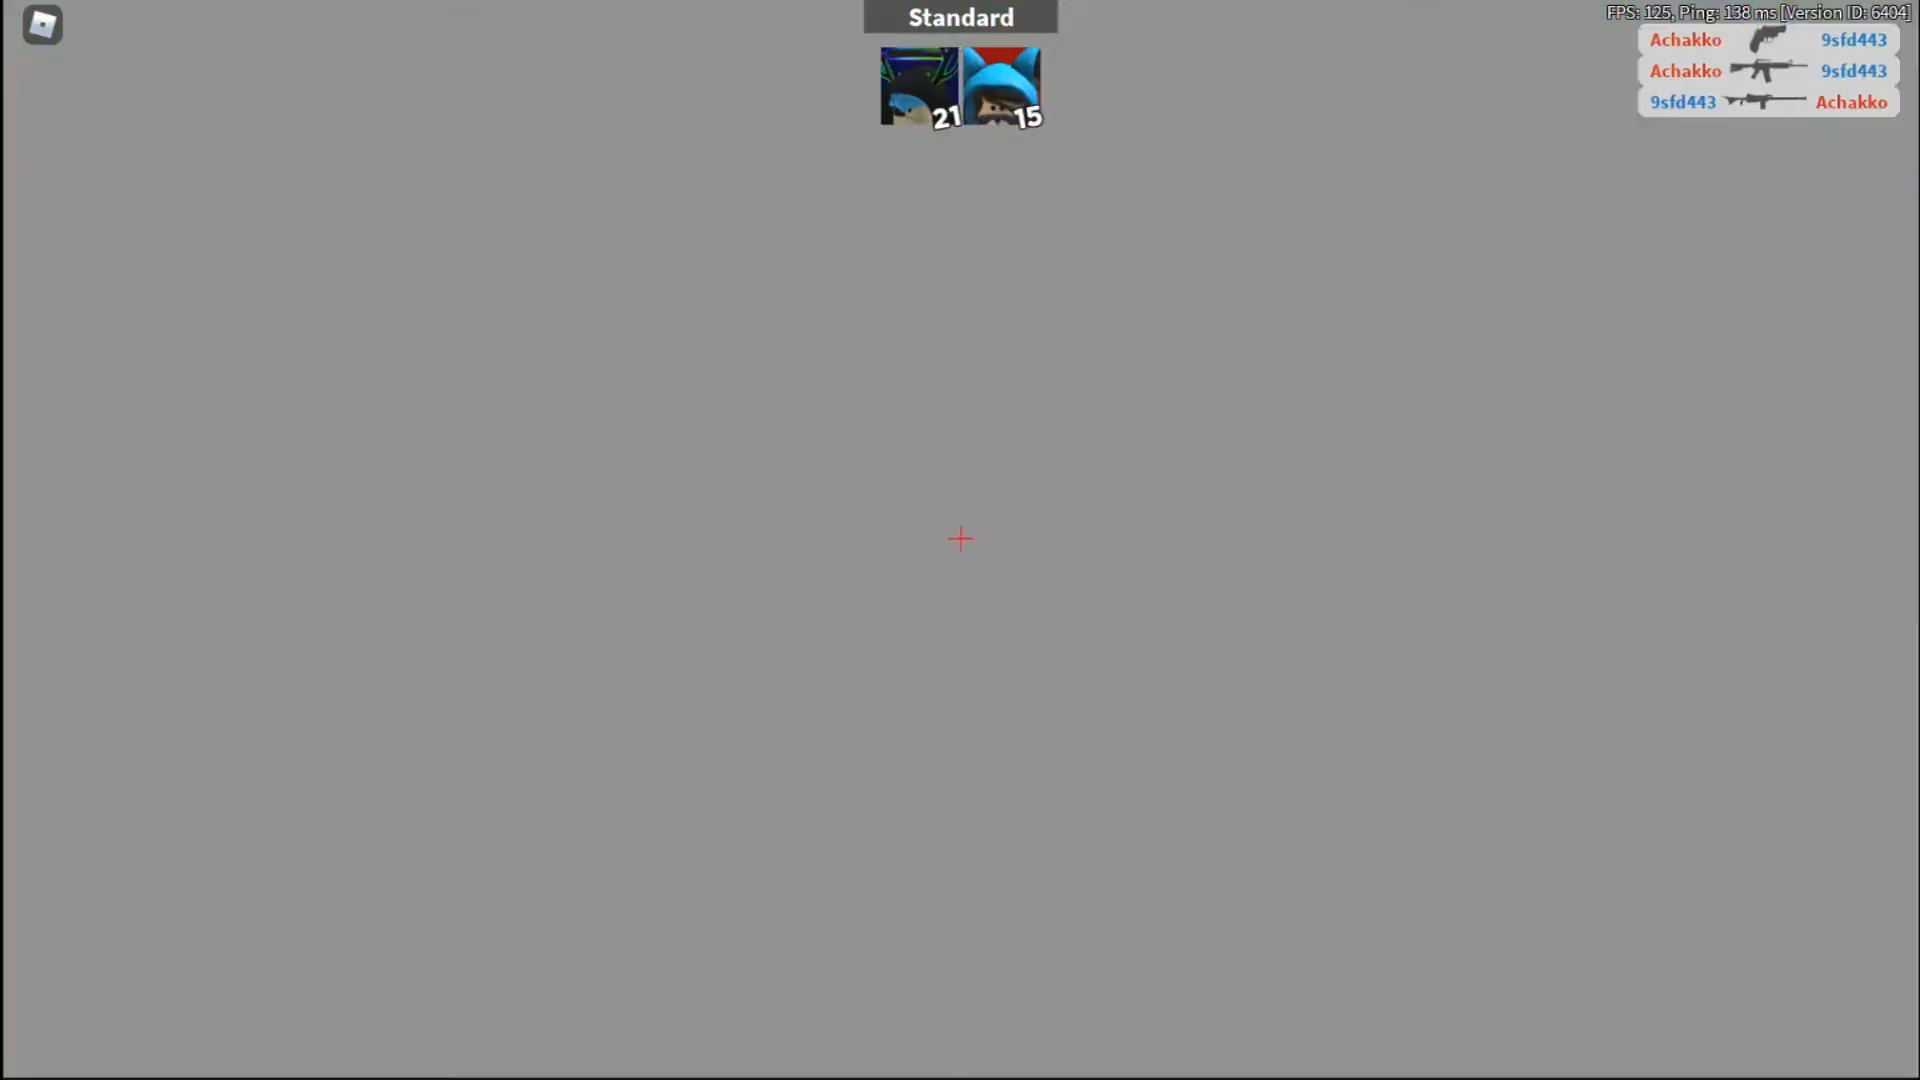 Standard
21 15
FPS: 125, Ping: 138 ms [Version ID: 6404]
Achakko 9sfd443
Achakko 9sfd443
9sfd443 Achakko